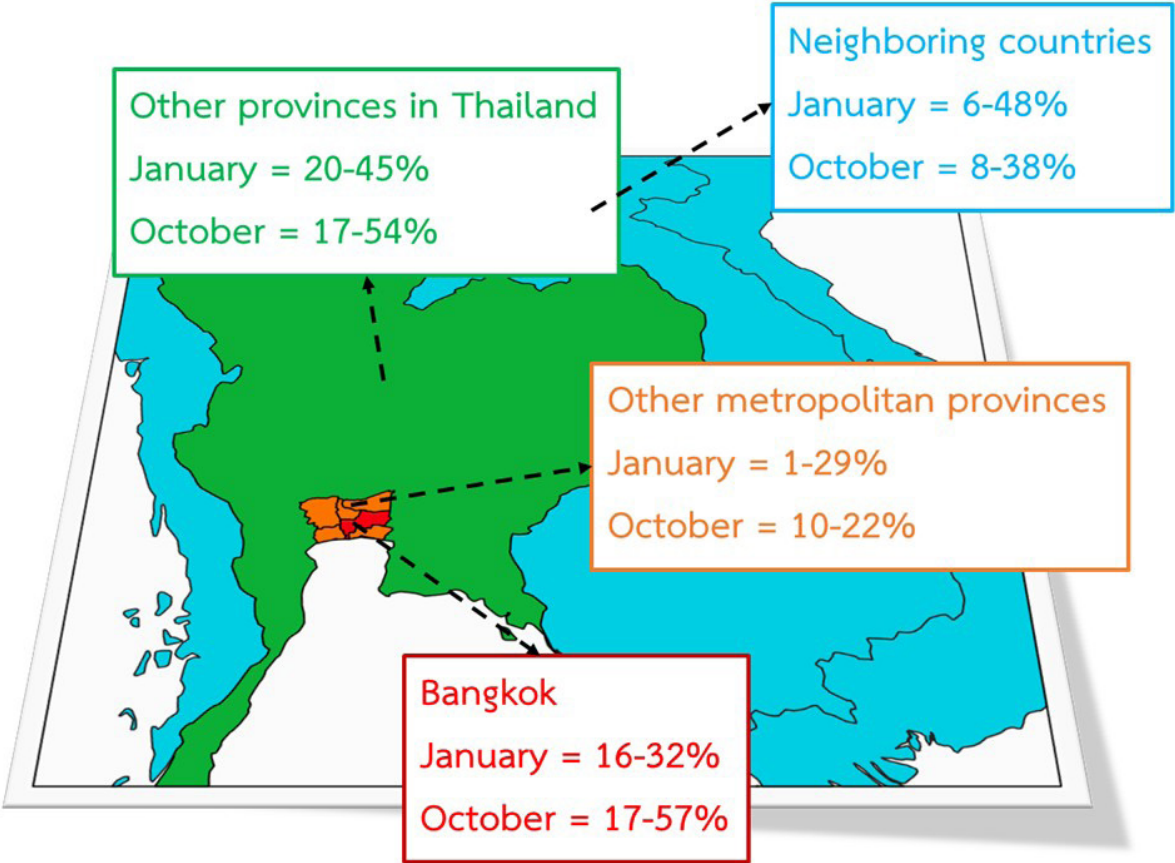 Neighboring countries
January = 6-48%
October = 8-38%
Other provinces in Thailand
January = 20-45%
October = 17-54%
Other metropolitan provinces
January = 1-29%
October = 10-22%
Bangkok
January = 16-32%
October = 17-57%